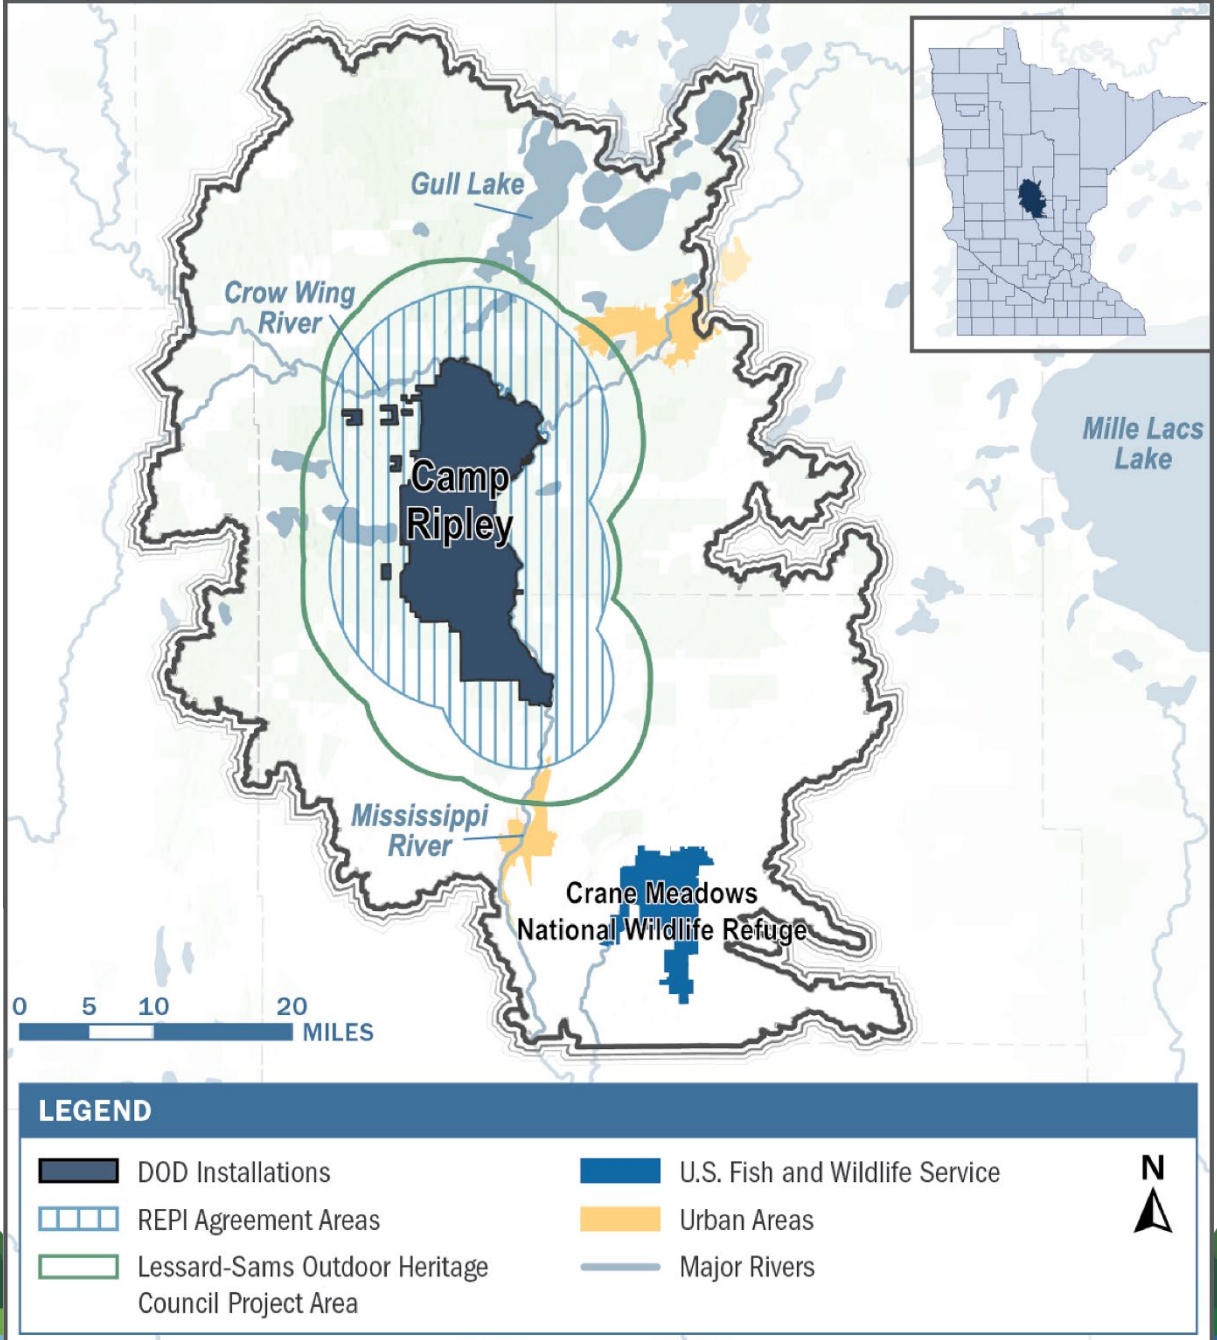 Gull Lake
Crow Wing
River
Mille Lacs
Lake
Camp
Ripley
Mississippi
River
Crane Meadows
National Wildlife Refuge
0 5 10 20
MILES
LEGEND
DOD Installations
REPI Agreement Areas
Lessard-Sams Outdoor Heritage
Council Project Area
U.S. Fish and Wildlife Service
Urban Areas
Major Rivers
N